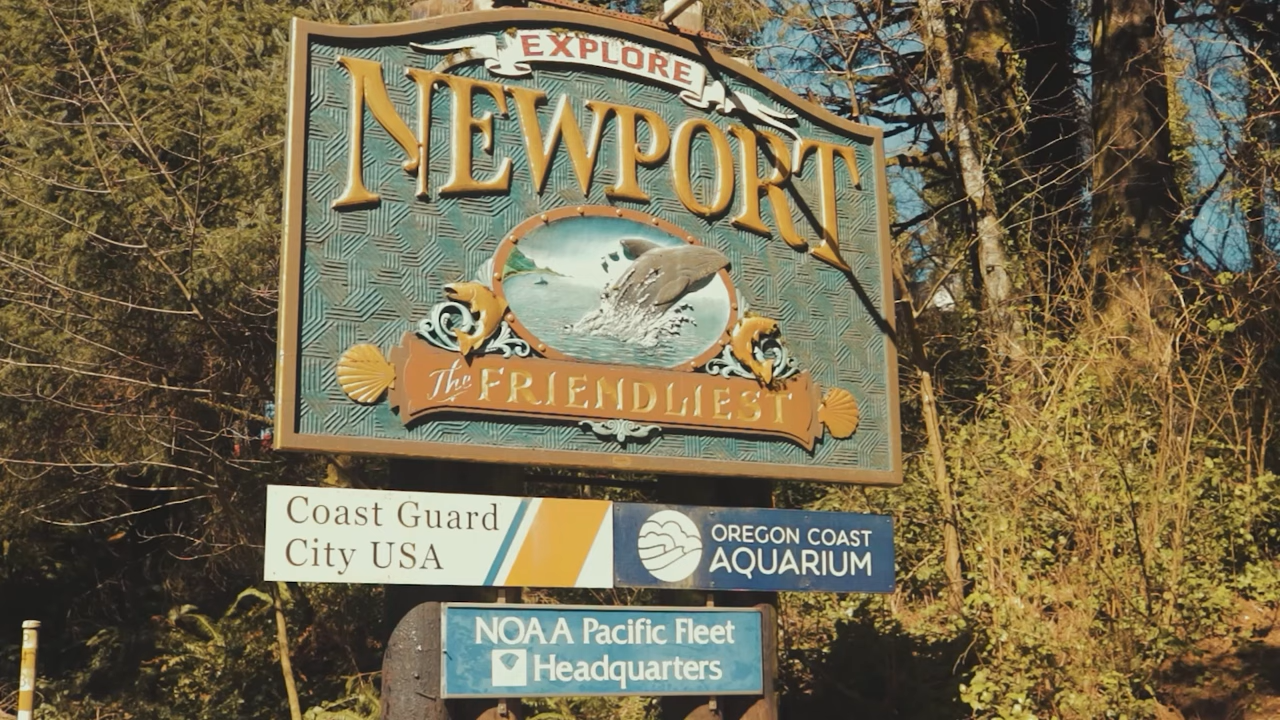 EXPLORE
NEWPORT
The FRIENDLIEST
Coast Guard
City USA
OREGON COAST
AQUARIUM
NOAA Pacific Fleet
Headquarters